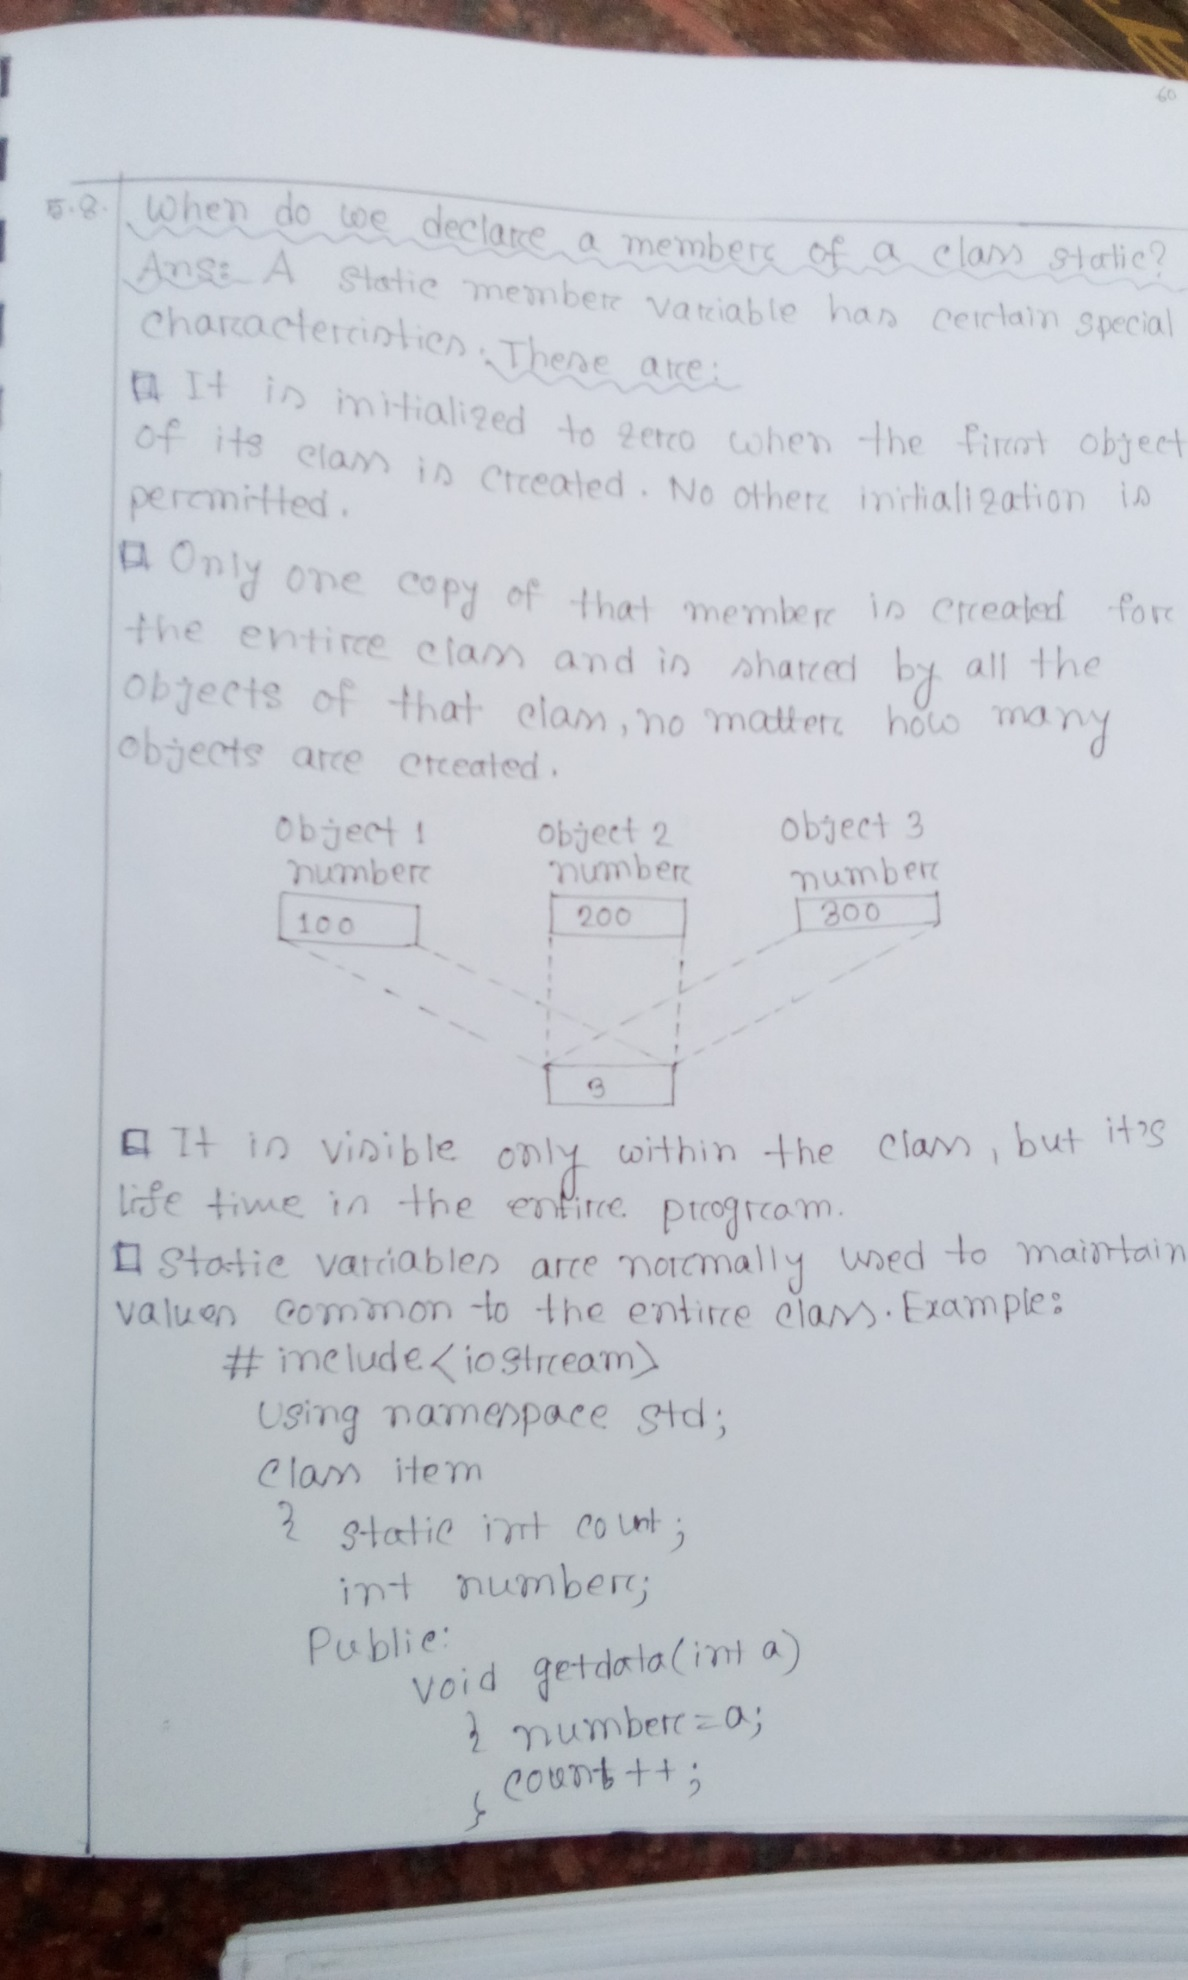 60
5.8. When do we declare a member of a class static?
Ans: A static member variable has certain special
characteristics. These are:
It is initialized to zero when the first object
of its class is created. No other initialization is
permitted.
Only one copy of that member is created for
the entire class and is shared by all the
objects of that class, no matter how many
objects are created.
Object 1 object 2 object 3
number number number
100 200 300
3
It is visible only within the class, but it's
life time is the entire program.
Static variables are normally used to maintain
values common to the entire class. Example:
# include<iostream>
Using namespace std;
Class item
{ static int count;
int number;
Public:
void getdata(int a)
{ number=a;
count++;
}